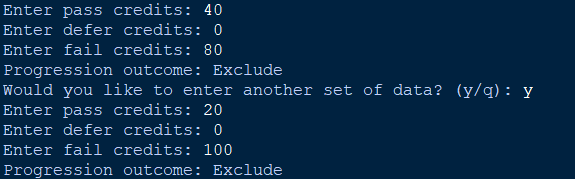 Enter pass credits: 40
Enter defer credits: 0
Enter fail credits: 80
Progression outcome: Exclude
Would you like to enter another set of data? (y/q): y
Enter pass credits: 20
Enter defer credits: 0
Enter fail credits: 100
Progression outcome: Exclude